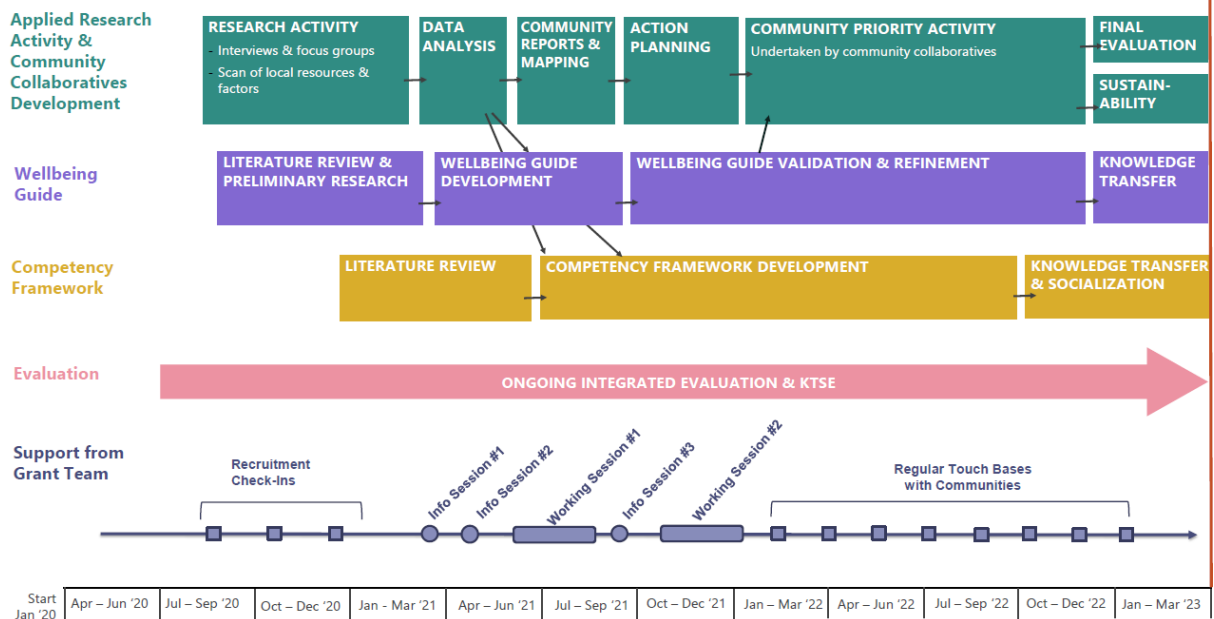 Applied Research
Activity &
Community
Collaboratives
Development
RESEARCH ACTIVITY
- Interviews & focus groups
- Scan of local resources &
factors
DATA
ANALYSIS
COMMUNITY
REPORTS &
MAPPING
ACTION
PLANNING
COMMUNITY PRIORITY ACTIVITY
Undertaken by community collaboratives
FINAL
EVALUATION
SUSTAIN-
ABILITY
Wellbeing
Guide
LITERATURE REVIEW &
PRELIMINARY RESEARCH
WELLBEING GUIDE
DEVELOPMENT
WELLBEING GUIDE VALIDATION & REFINEMENT
KNOWLEDGE
TRANSFER
Competency
Framework
LITERATURE REVIEW
COMPETENCY FRAMEWORK DEVELOPMENT
KNOWLEDGE TRANSFER
& SOCIALIZATION
Evaluation
ONGOING INTEGRATED EVALUATION & KTSE
Support from
Grant Team
Recruitment
Check-Ins
Info Session #1
Info Session #2
Working Session #1
Info Session #3
Working Session #2
Regular Touch Bases
with Communities
Start
Jan '20
Apr – Jun '20
Jul – Sep '20
Oct – Dec '20
Jan - Mar '21
Apr – Jun '21
Jul – Sep '21
Oct – Dec '21
Jan – Mar '22
Apr – Jun '22
Jul – Sep '22
Oct – Dec '22
Jan – Mar '23